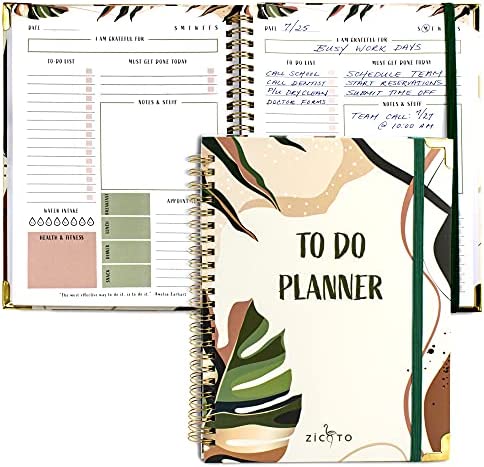 DATE S M T W T F S
I AM GRATEFUL FOR
TO-DO LIST
MUST GET DONE TODAY
NOTES & STUFF
WATER INTAKE
HEALTH & FITNESS
BREAKFAST
LUNCH
DINNER
SNACK
APPOINT
"The most effective way to do it, is to do it." Amelia Earhart
DATE 7/25 S M T W T F S
I AM GRATEFUL FOR
BUSY WORK DAYS
TO-DO LIST
CALL SCHOOL
CALL DENTIST
P/U DRYCLEAN
DOCTOR FORMS
MUST GET DONE TODAY
SCHEDULE TEAM
START RESERVATIONS
SUBMIT TIME OFF
NOTES & STUFF
TEAM CALL: 7/27
@ 10:00 AM
TO DO
PLANNER
ZICOTO